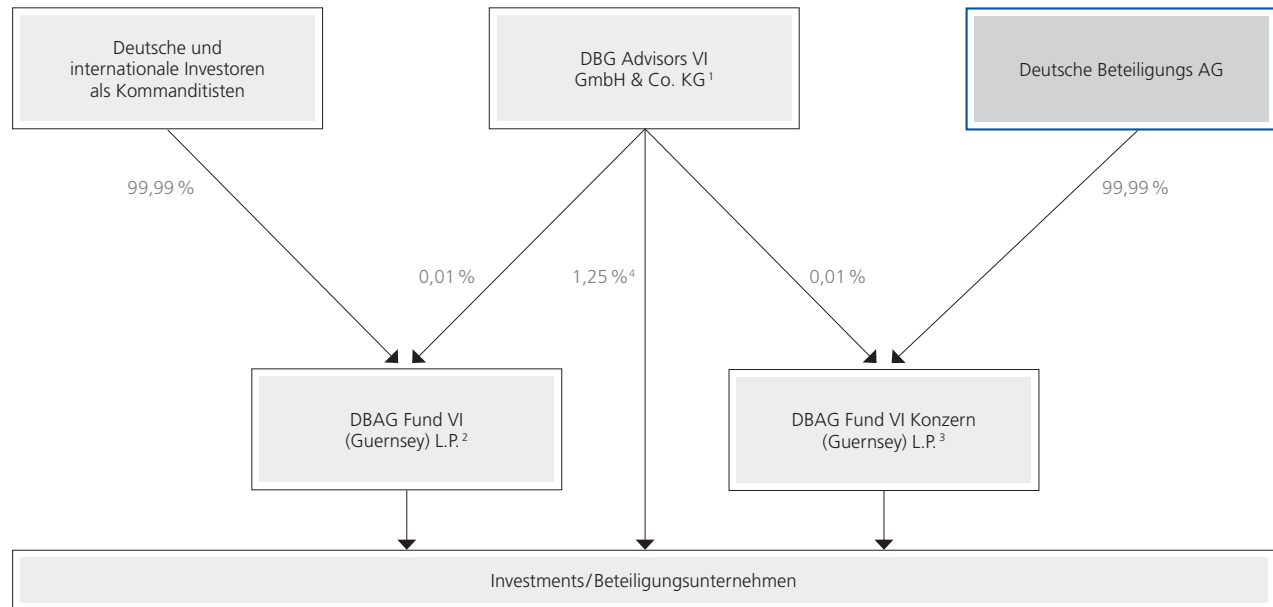 Deutsche und
internationale Investoren
als Kommanditisten
DBG Advisors VI
GmbH & Co. KG¹
Deutsche Beteiligungs AG
99,99 %
99,99 %
0,01 %
1,25 %⁴
0,01 %
DBAG Fund VI
(Guernsey) L.P.²
DBAG Fund VI Konzern
(Guernsey) L.P.³
Investments/Beteiligungsunternehmen